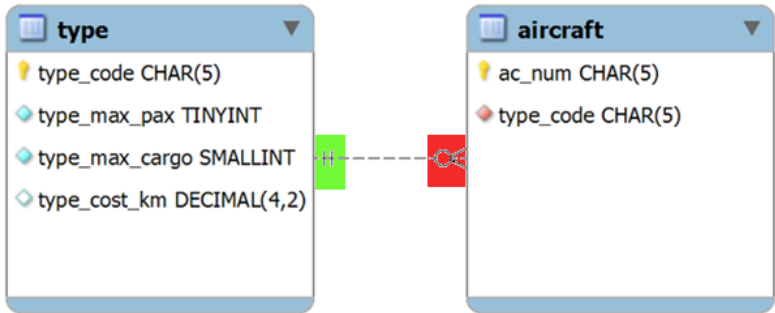 type
type_code CHAR(5)
type_max_pax TINYINT
type_max_cargo SMALLINT
type_cost_km DECIMAL(4,2)
aircraft
ac_num CHAR(5)
type_code CHAR(5)